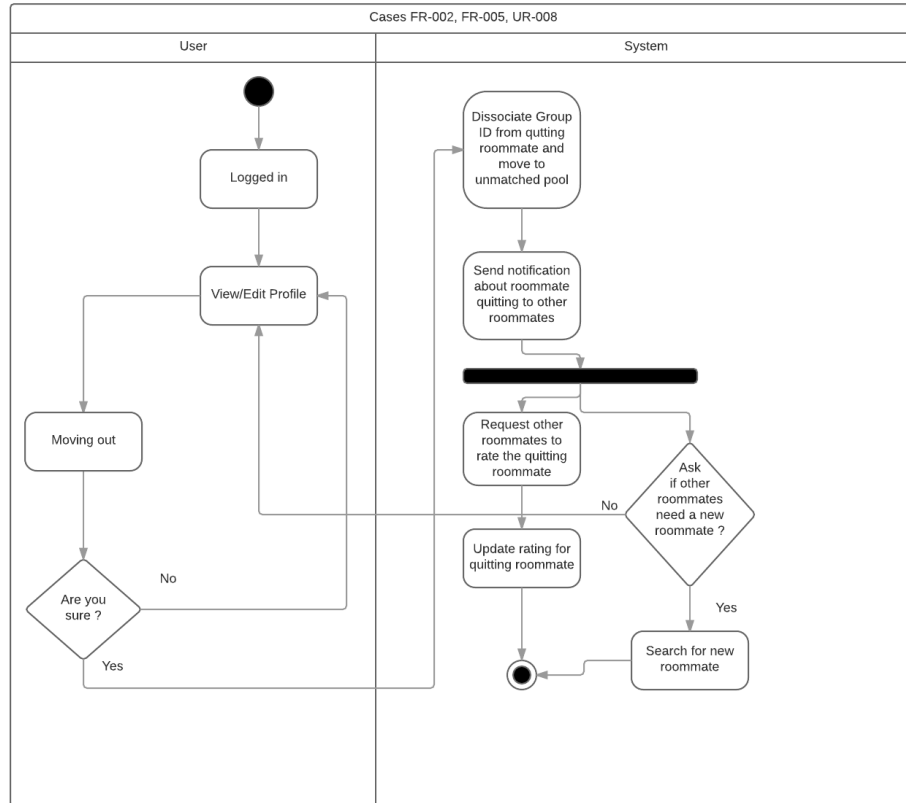 Cases FR-002, FR-005, UR-008
User
System
Logged in
View/Edit Profile
Moving out
Are you
sure ?
No
Yes
Dissociate Group
ID from qutting
roommate and
move to
unmatched pool
Send notification
about roommate
quitting to other
roommates
Request other
roommates to
rate the quitting
roommate
Ask
if other
roommates
need a new
roommate ?
No
Update rating for
quitting roommate
Yes
Search for new
roommate